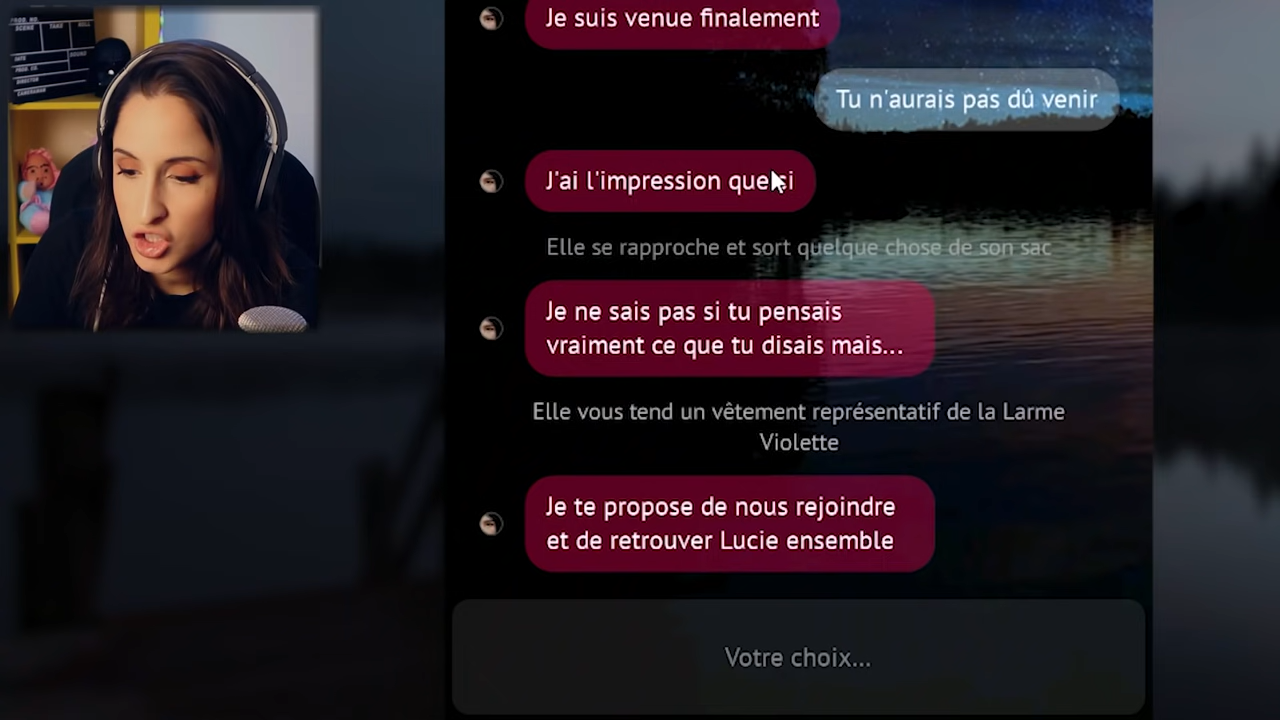 Je suis venue finalement
Tu n'aurais pas dû venir
J'ai l'impression que si
Elle se rapproche et sort quelque chose de son sac
Je ne sais pas si tu pensais
vraiment ce que tu disais mais...
Elle vous tend un vêtement représentatif de la Larme
Violette
Je te propose de nous rejoindre
et de retrouver Lucie ensemble
Votre choix...